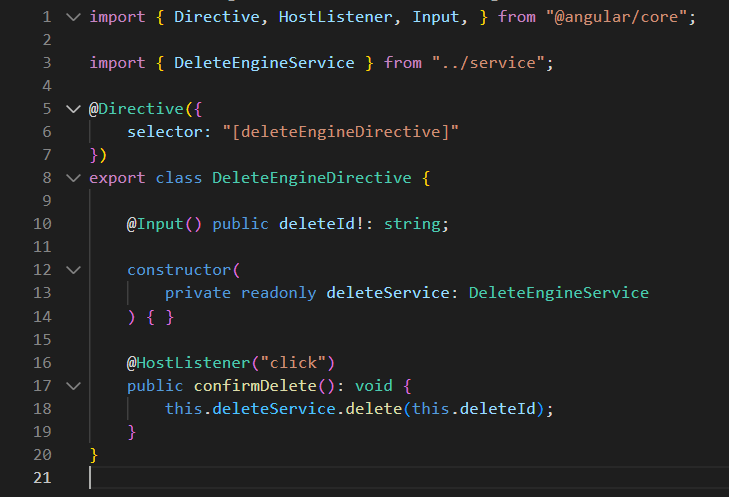 1 import { Directive, HostListener, Input, } from "@angular/core";
2
3 import { DeleteEngineService } from "../service";
4
5 @Directive({
6     selector: "[deleteEngineDirective]"
7 })
8 export class DeleteEngineDirective {
9
10     @Input() public deleteId!: string;
11
12     constructor(
13         private readonly deleteService: DeleteEngineService
14     ) { }
15
16     @HostListener("click")
17     public confirmDelete(): void {
18         this.deleteService.delete(this.deleteId);
19     }
20 }
21